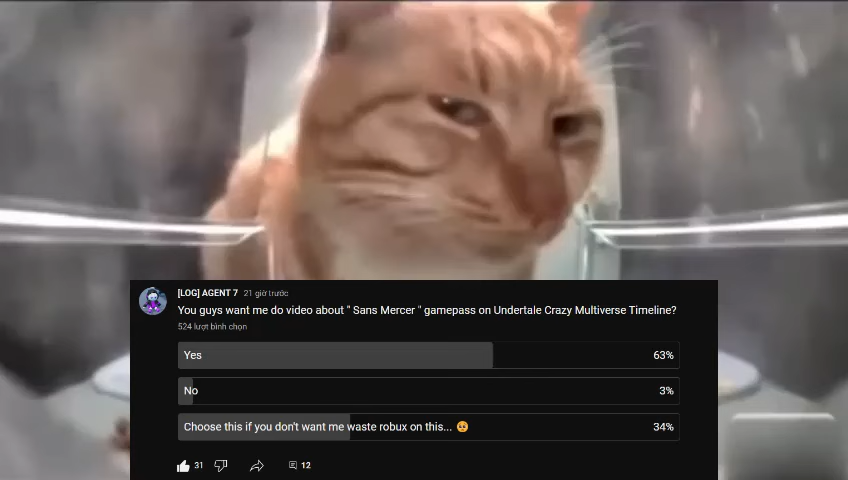 [LOG] AGENT 7 21 giờ trước
You guys want me do video about " Sans Mercer " gamepass on Undertale Crazy Multiverse Timeline?
524 lượt bình chọn
Yes 63%
No 3%
Choose this if you don't want me waste robux on this... 😢 34%
31 12